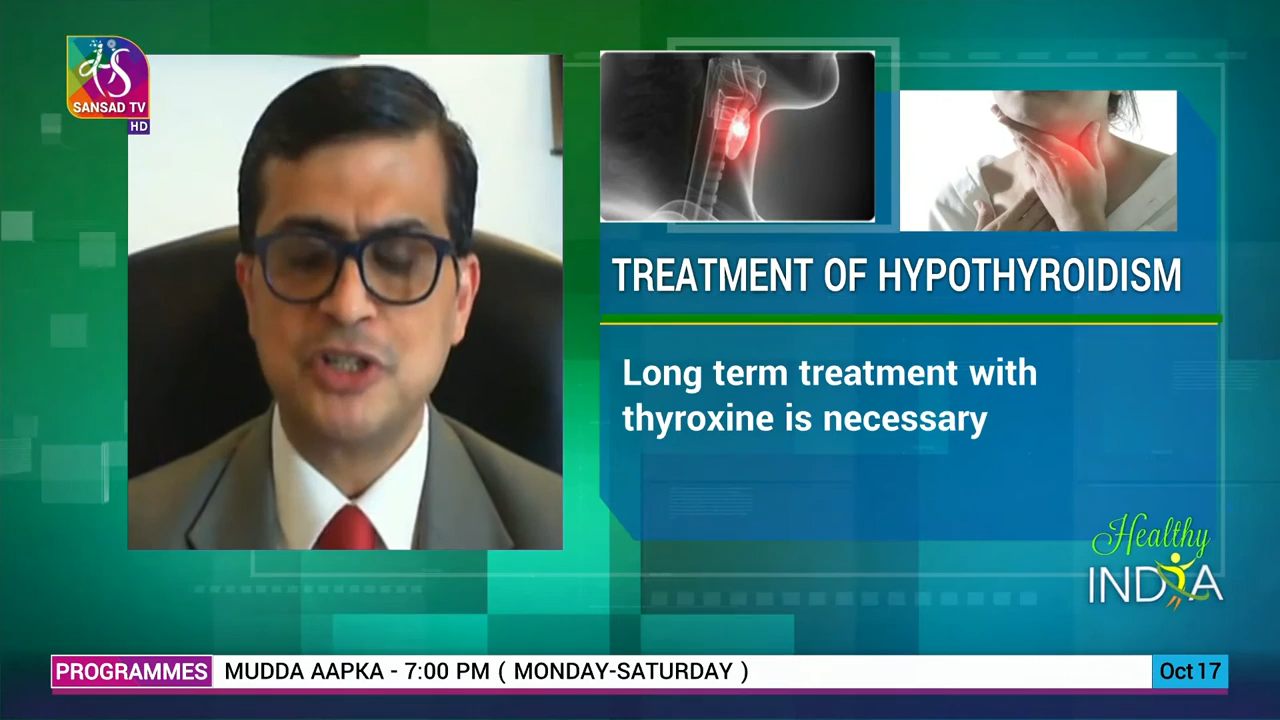 SANSAD TV
HD
TREATMENT OF HYPOTHYROIDISM
Long term treatment with
thyroxine is necessary
Healthy
INDIA
PROGRAMMES MUDDA AAPKA - 7:00 PM ( MONDAY-SATURDAY ) Oct 17